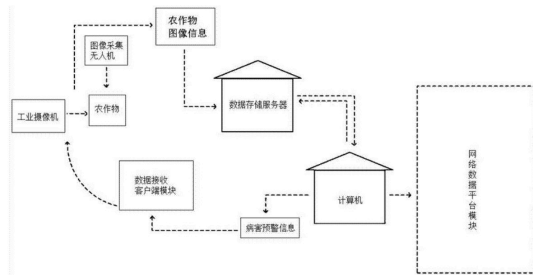 农作物
图像信息
图像采集
无人机
工业摄像机
农作物
数据存储服务器
数据接收
客户端模块
病害预警信息
计算机
网络数据平台模块